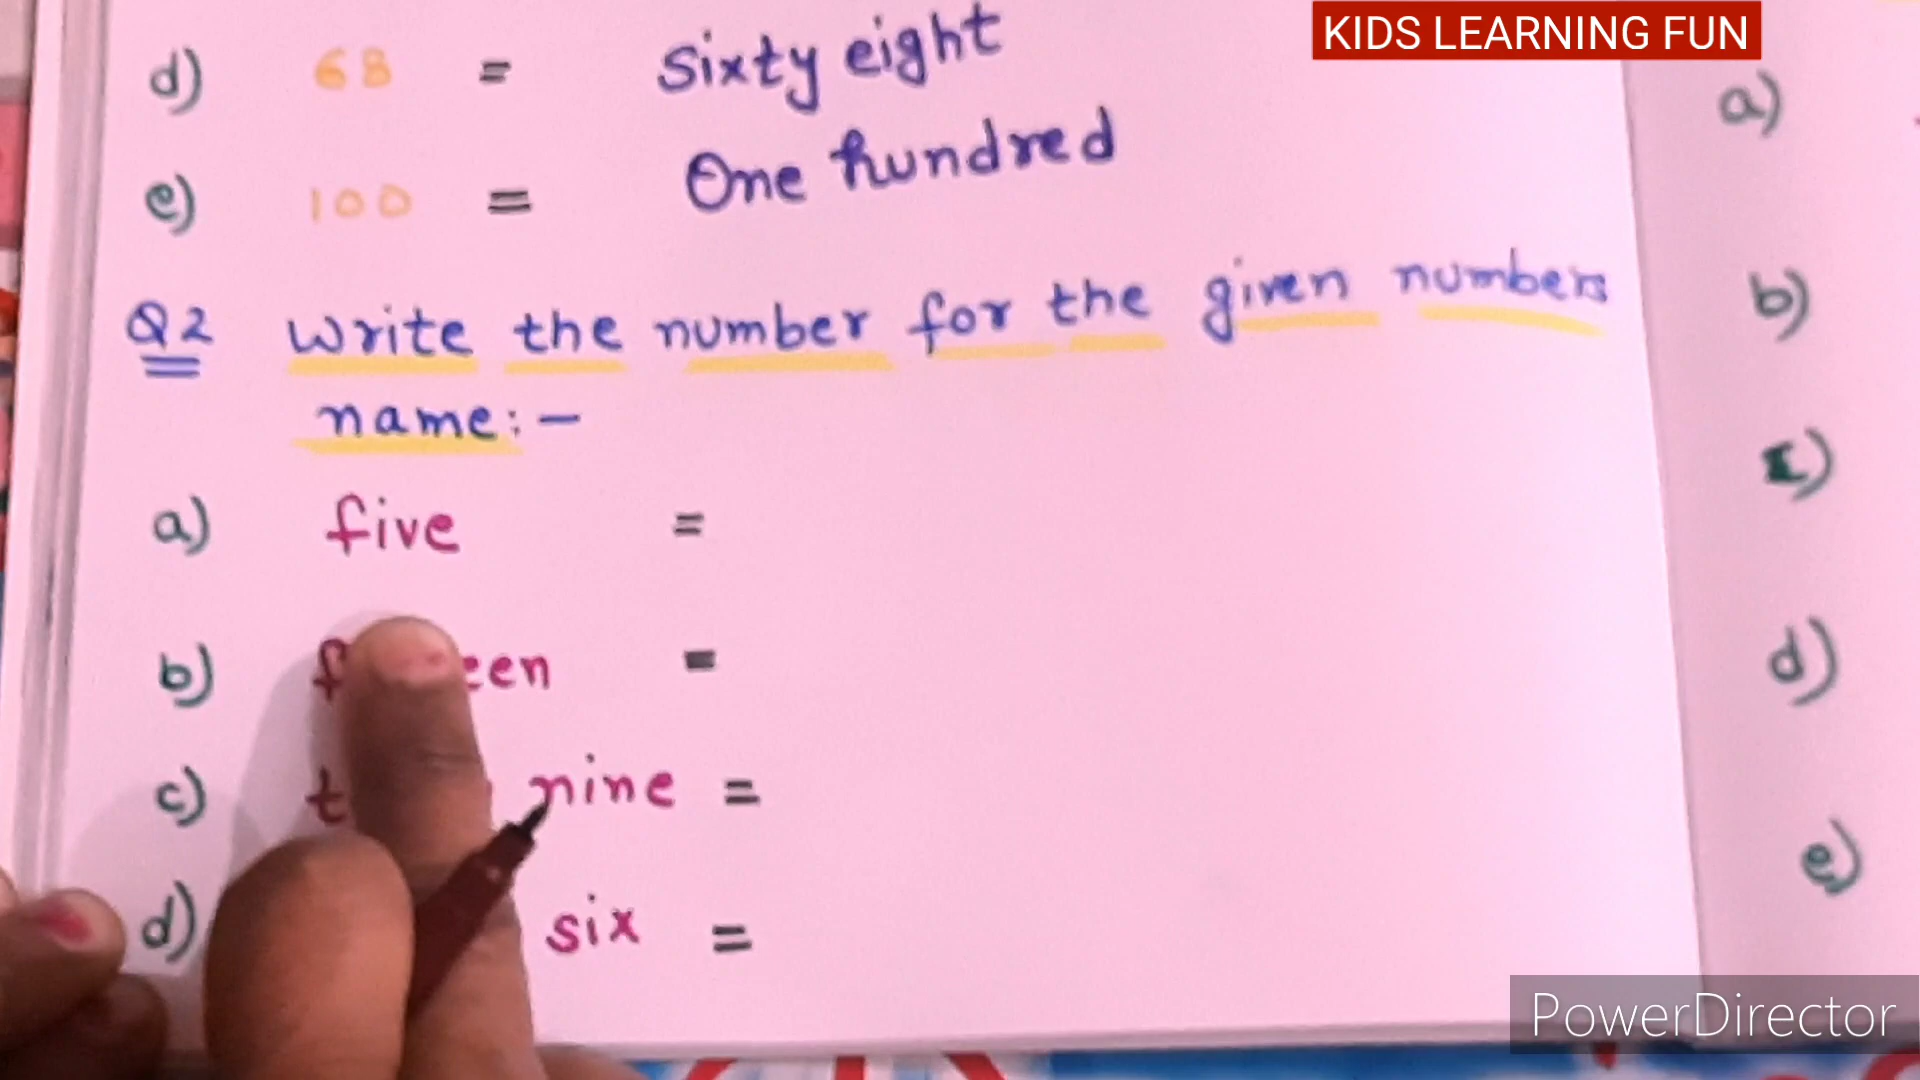 KIDS LEARNING FUN
d) 68 = Sixty eight
e) 100 = One hundred
Q2 Write the number for the given numbers
name:-
a) five =
b) =
c) nine =
d) six =
a)
b)
d)
e)
PowerDirector